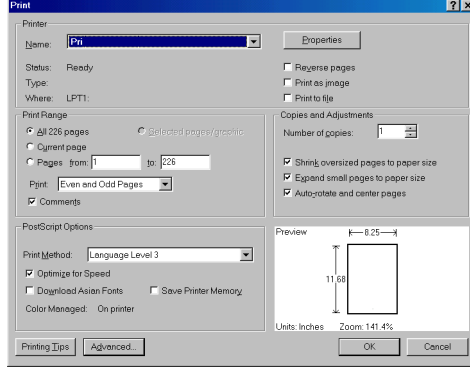 Print
Printer
Name: Pri
Properties
Status: Ready
Type:
Where: LPT1:
Reverse pages
Print as image
Print to file
Print Range
All 226 pages
Selected pages/graphic
Current page
Pages from: 1 to: 226
Print: Even and Odd Pages
Comments
Copies and Adjustments
Number of copies: 1
Shrink oversized pages to paper size
Expand small pages to paper size
Auto-rotate and center pages
PostScript Options
Print Method: Language Level 3
Optimize for Speed
Download Asian Fonts
Save Printer Memory
Color Managed: On printer
Preview
8.25
11.68
Units: Inches Zoom: 141.4%
Printing Tips
Advanced...
OK
Cancel